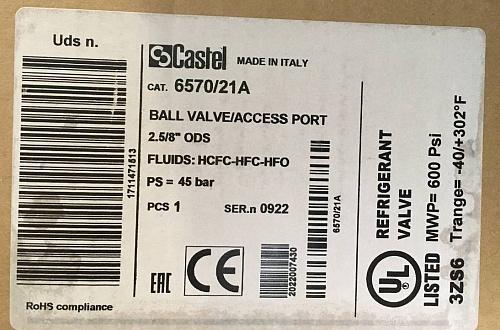 Uds n.
1711471513
Castel MADE IN ITALY
CAT. 6570/21A
BALL VALVE/ACCESS PORT
2.5/8" ODS
FLUIDS: HCFC-HFC-HFO
PS = 45 bar
PCS 1 SER.n 0922
EAC
CE
2022007430
6570/21A
RoHS compliance
UL
LISTED
REFRIGERANT
VALVE
MWP= 600 Psi
3ZS6 Trange= -40/+302°F